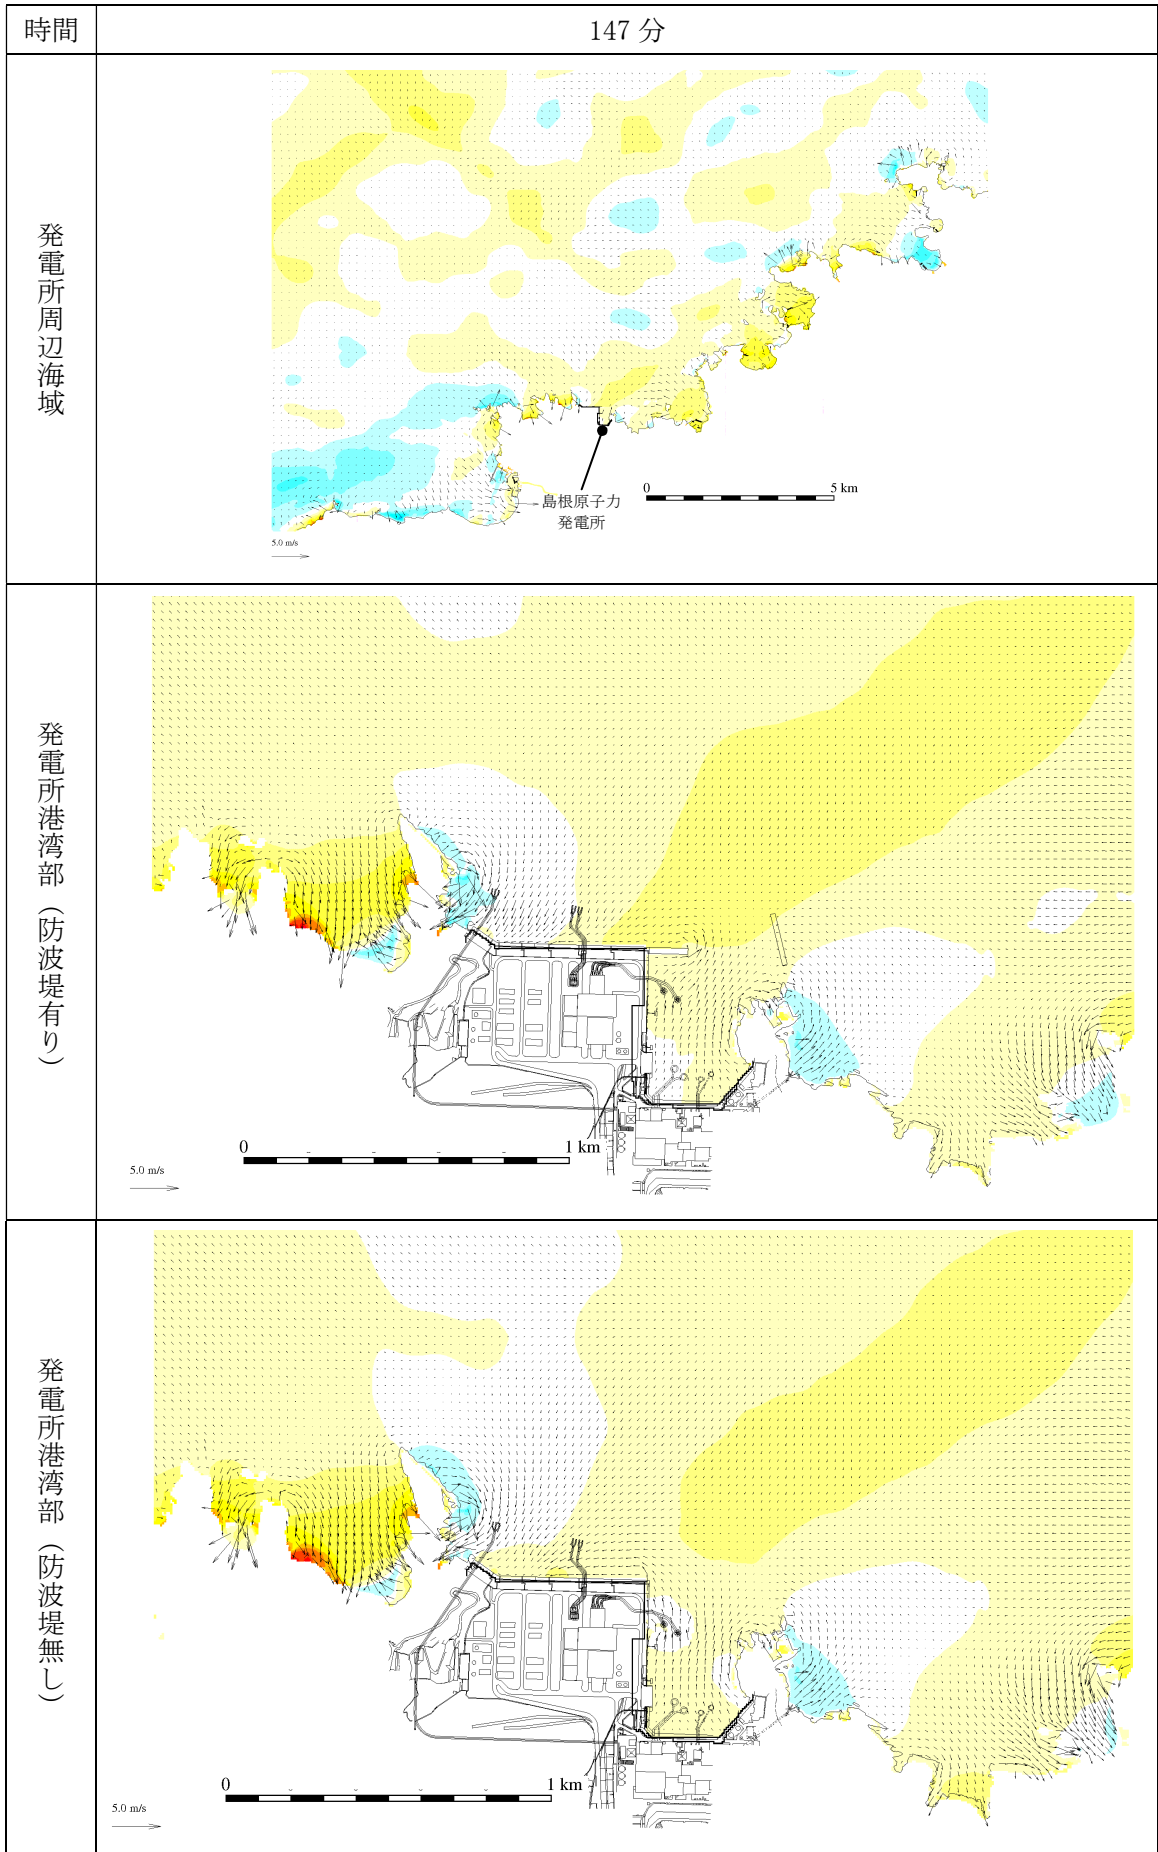 時間
147 分
発電所周辺海域
島根原子力
発電所
0
5 km
5.0 m/s
発電所港湾部（防波堤有り）
0
1 km
5.0 m/s
発電所港湾部（防波堤無し）
0
1 km
5.0 m/s